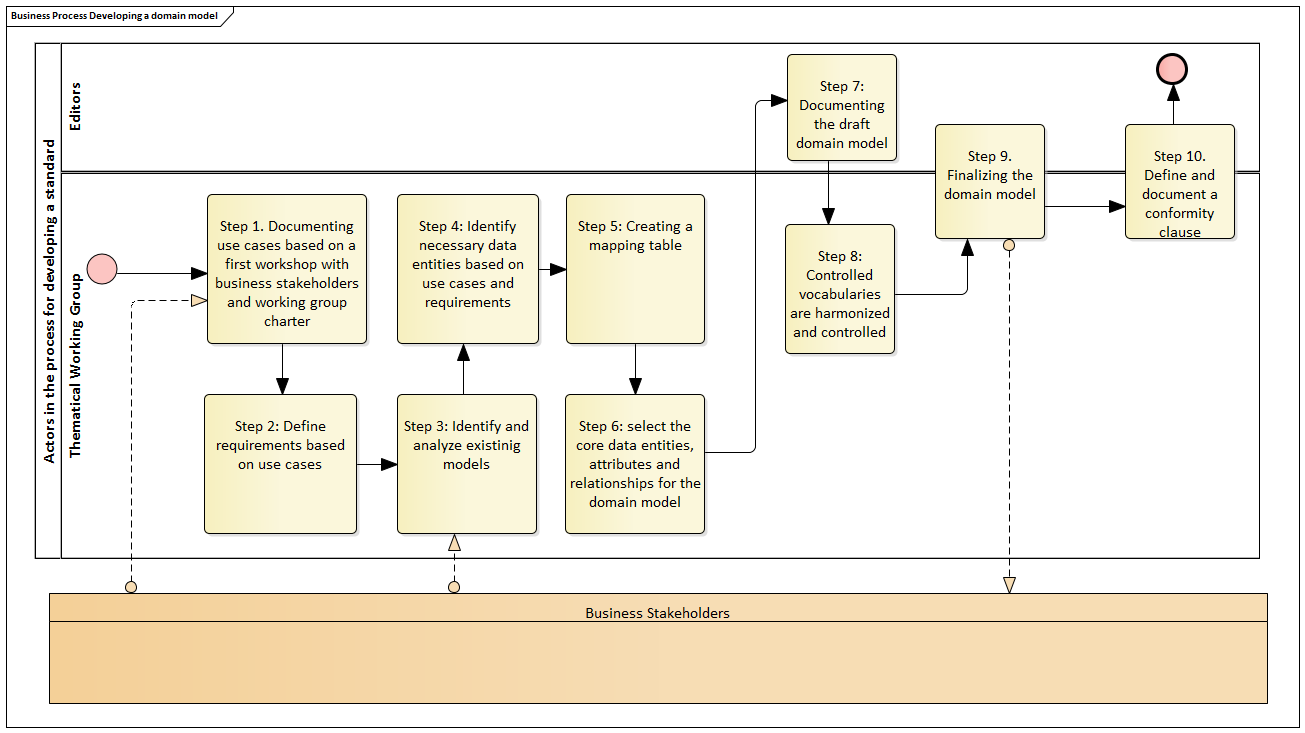 Business Process Developing a domain model
Actors in the process for developing a standard
Editors
Thematical Working Group
Step 1. Documenting
use cases based on a
first workshop with
business stakeholders
and working group
charter
Step 2: Define
requirements based
on use cases
Step 3: Identify and
analyze existinig
models
Step 4: Identify
necessary data
entities based on
use cases and
requirements
Step 5: Creating a
mapping table
Step 6: select the
core data entities,
attributes and
relationships for the
domain model
Step 7:
Documenting
the draft
domain model
Step 8:
Controlled
vocabularies
are harmonized
and controlled
Step 9.
Finalizing the
domain model
Step 10.
Define and
document a
conformity
clause
Business Stakeholders